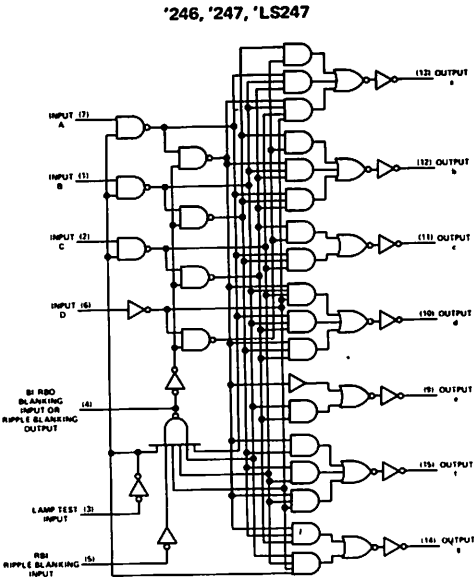 '246, '247, 'LS247
INPUT A (7)
INPUT B (1)
INPUT C (2)
INPUT D (6)
BI/RBO
BLANKING
INPUT OR
RIPPLE BLANKING
OUTPUT
(4)
LAMP TEST
INPUT
(3)
RBI
RIPPLE BLANKING
INPUT
(5)
(13) OUTPUT a
(12) OUTPUT b
(11) OUTPUT c
(10) OUTPUT d
(9) OUTPUT e
(15) OUTPUT f
(14) OUTPUT g